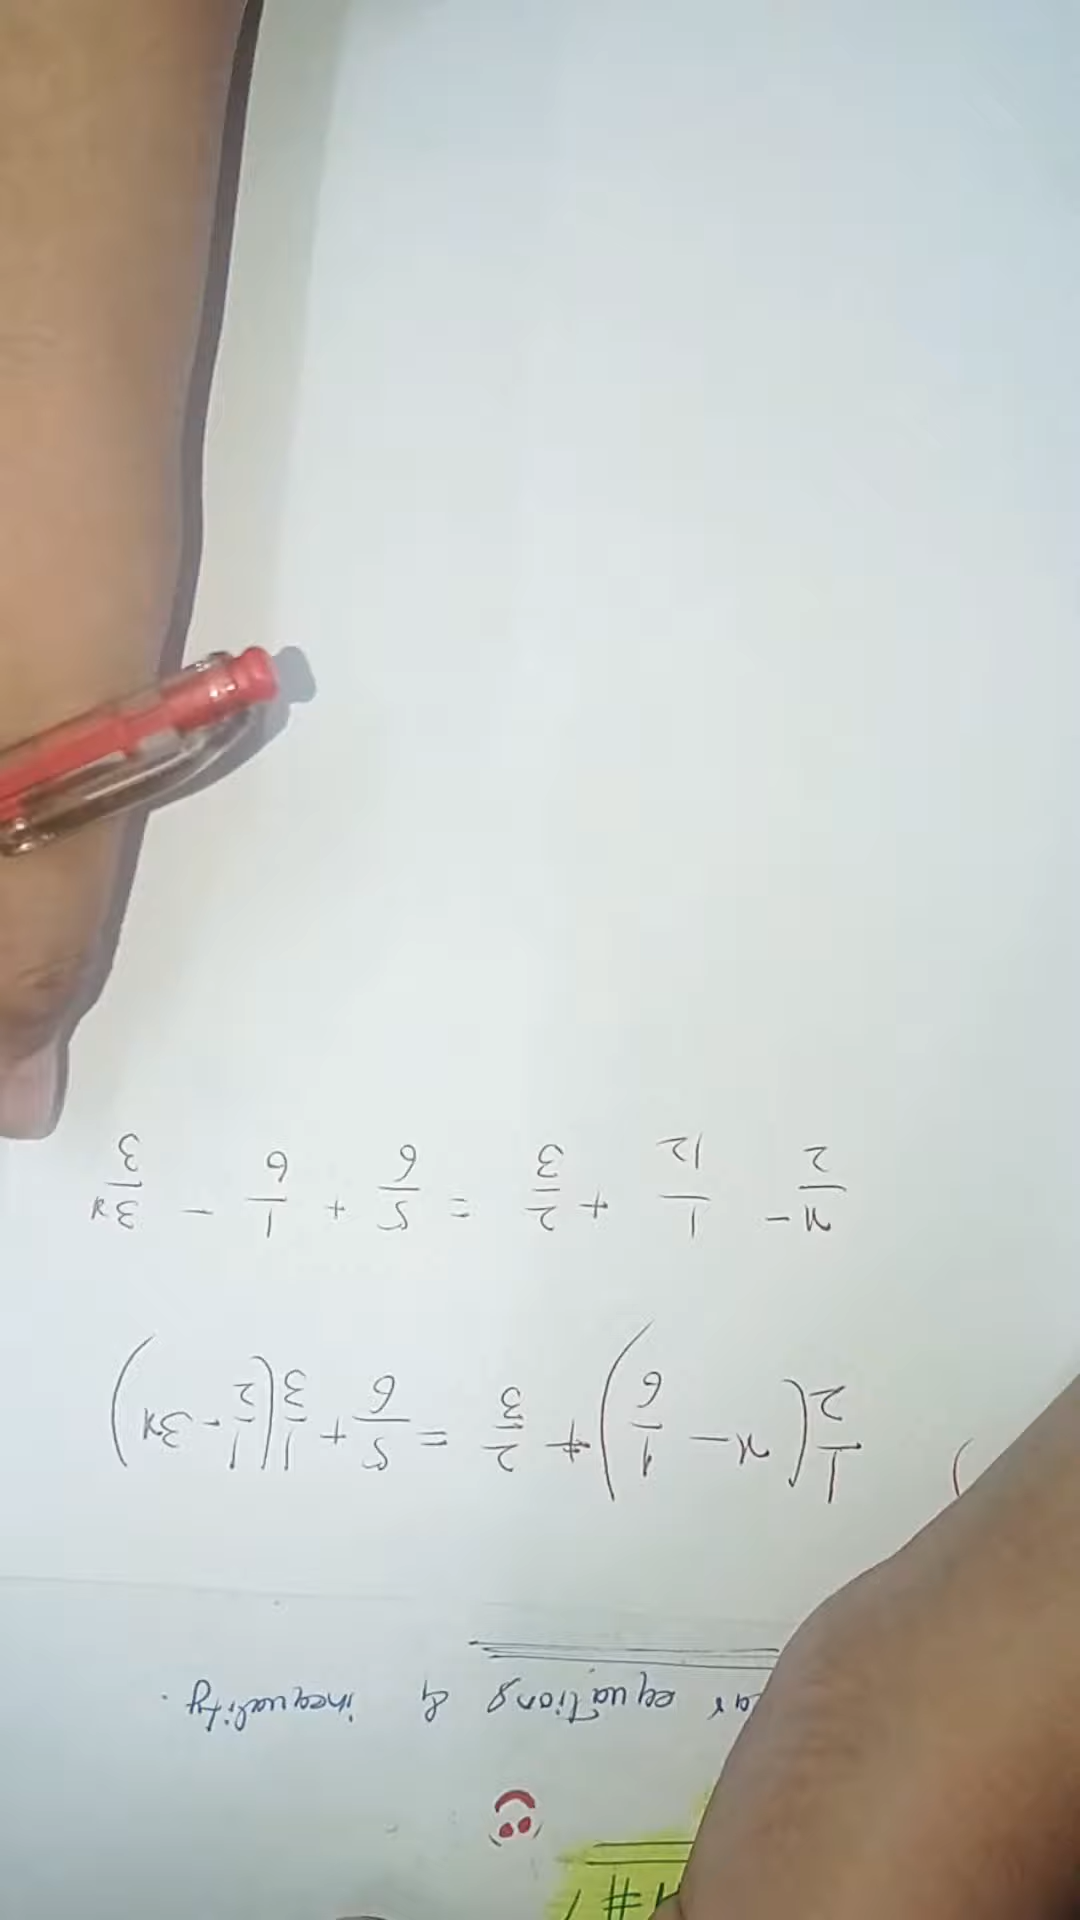 # 1
equations & inequality.
) 1/2 (x - 1/6) + 2/3 = 5/6 + 1/3 (1/2 - 3x)
x/2 - 1/12 + 2/3 = 5/6 + 1/6 - 3x/3